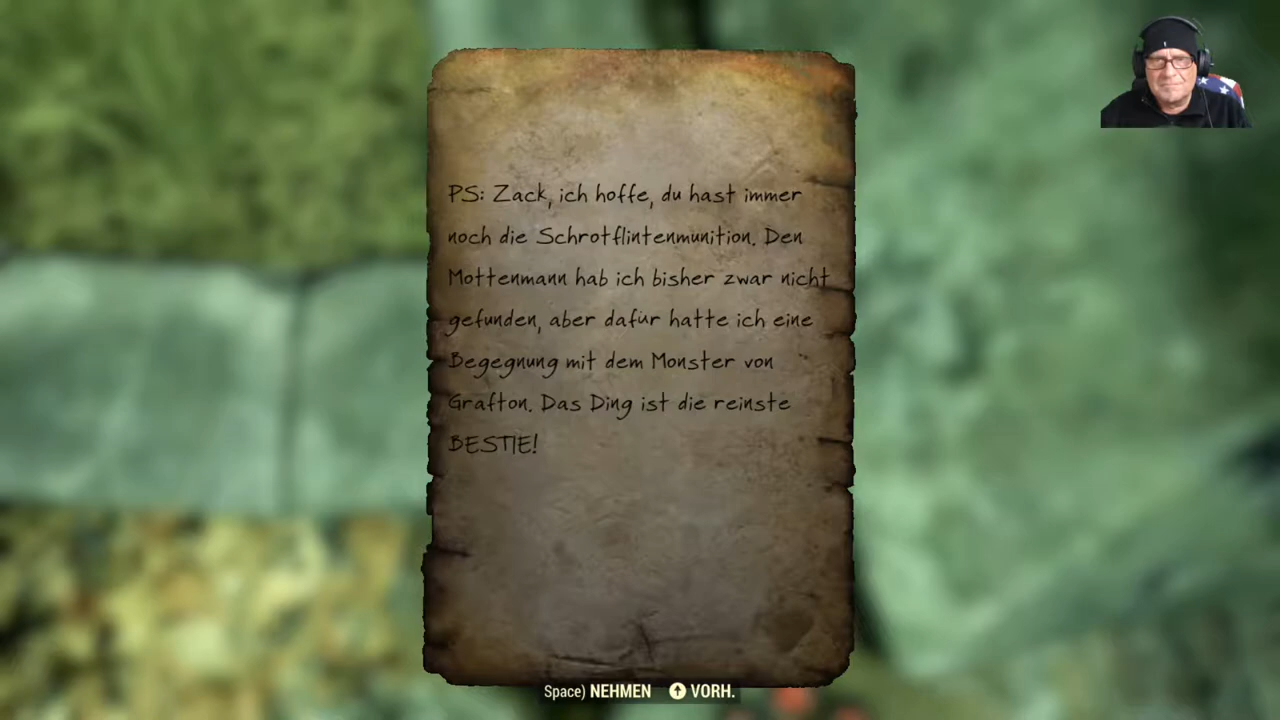 PS: Zack, ich hoffe, du hast immer
noch die Schrotflintenmunition. Den
Mottenmann hab ich bisher zwar nicht
gefunden, aber dafür hatte ich eine
Begegnung mit dem Monster von
Grafton. Das Ding ist die reinste
BESTIE!
Space) NEHMEN VORH.